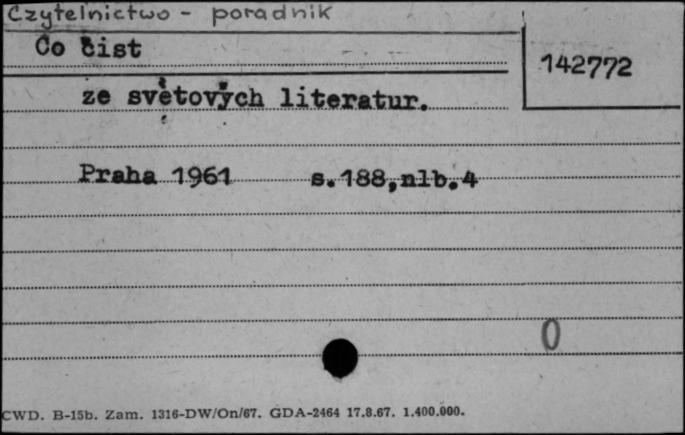 Czytelnictwo - poradnik
Co číst
142772
ze světových literatur.
Praha 1961 s.188,nlb.4
0
CWD. B-15b. Zam. 1316-DW/On/67. GDA-2464 17.8.67. 1.400.000.